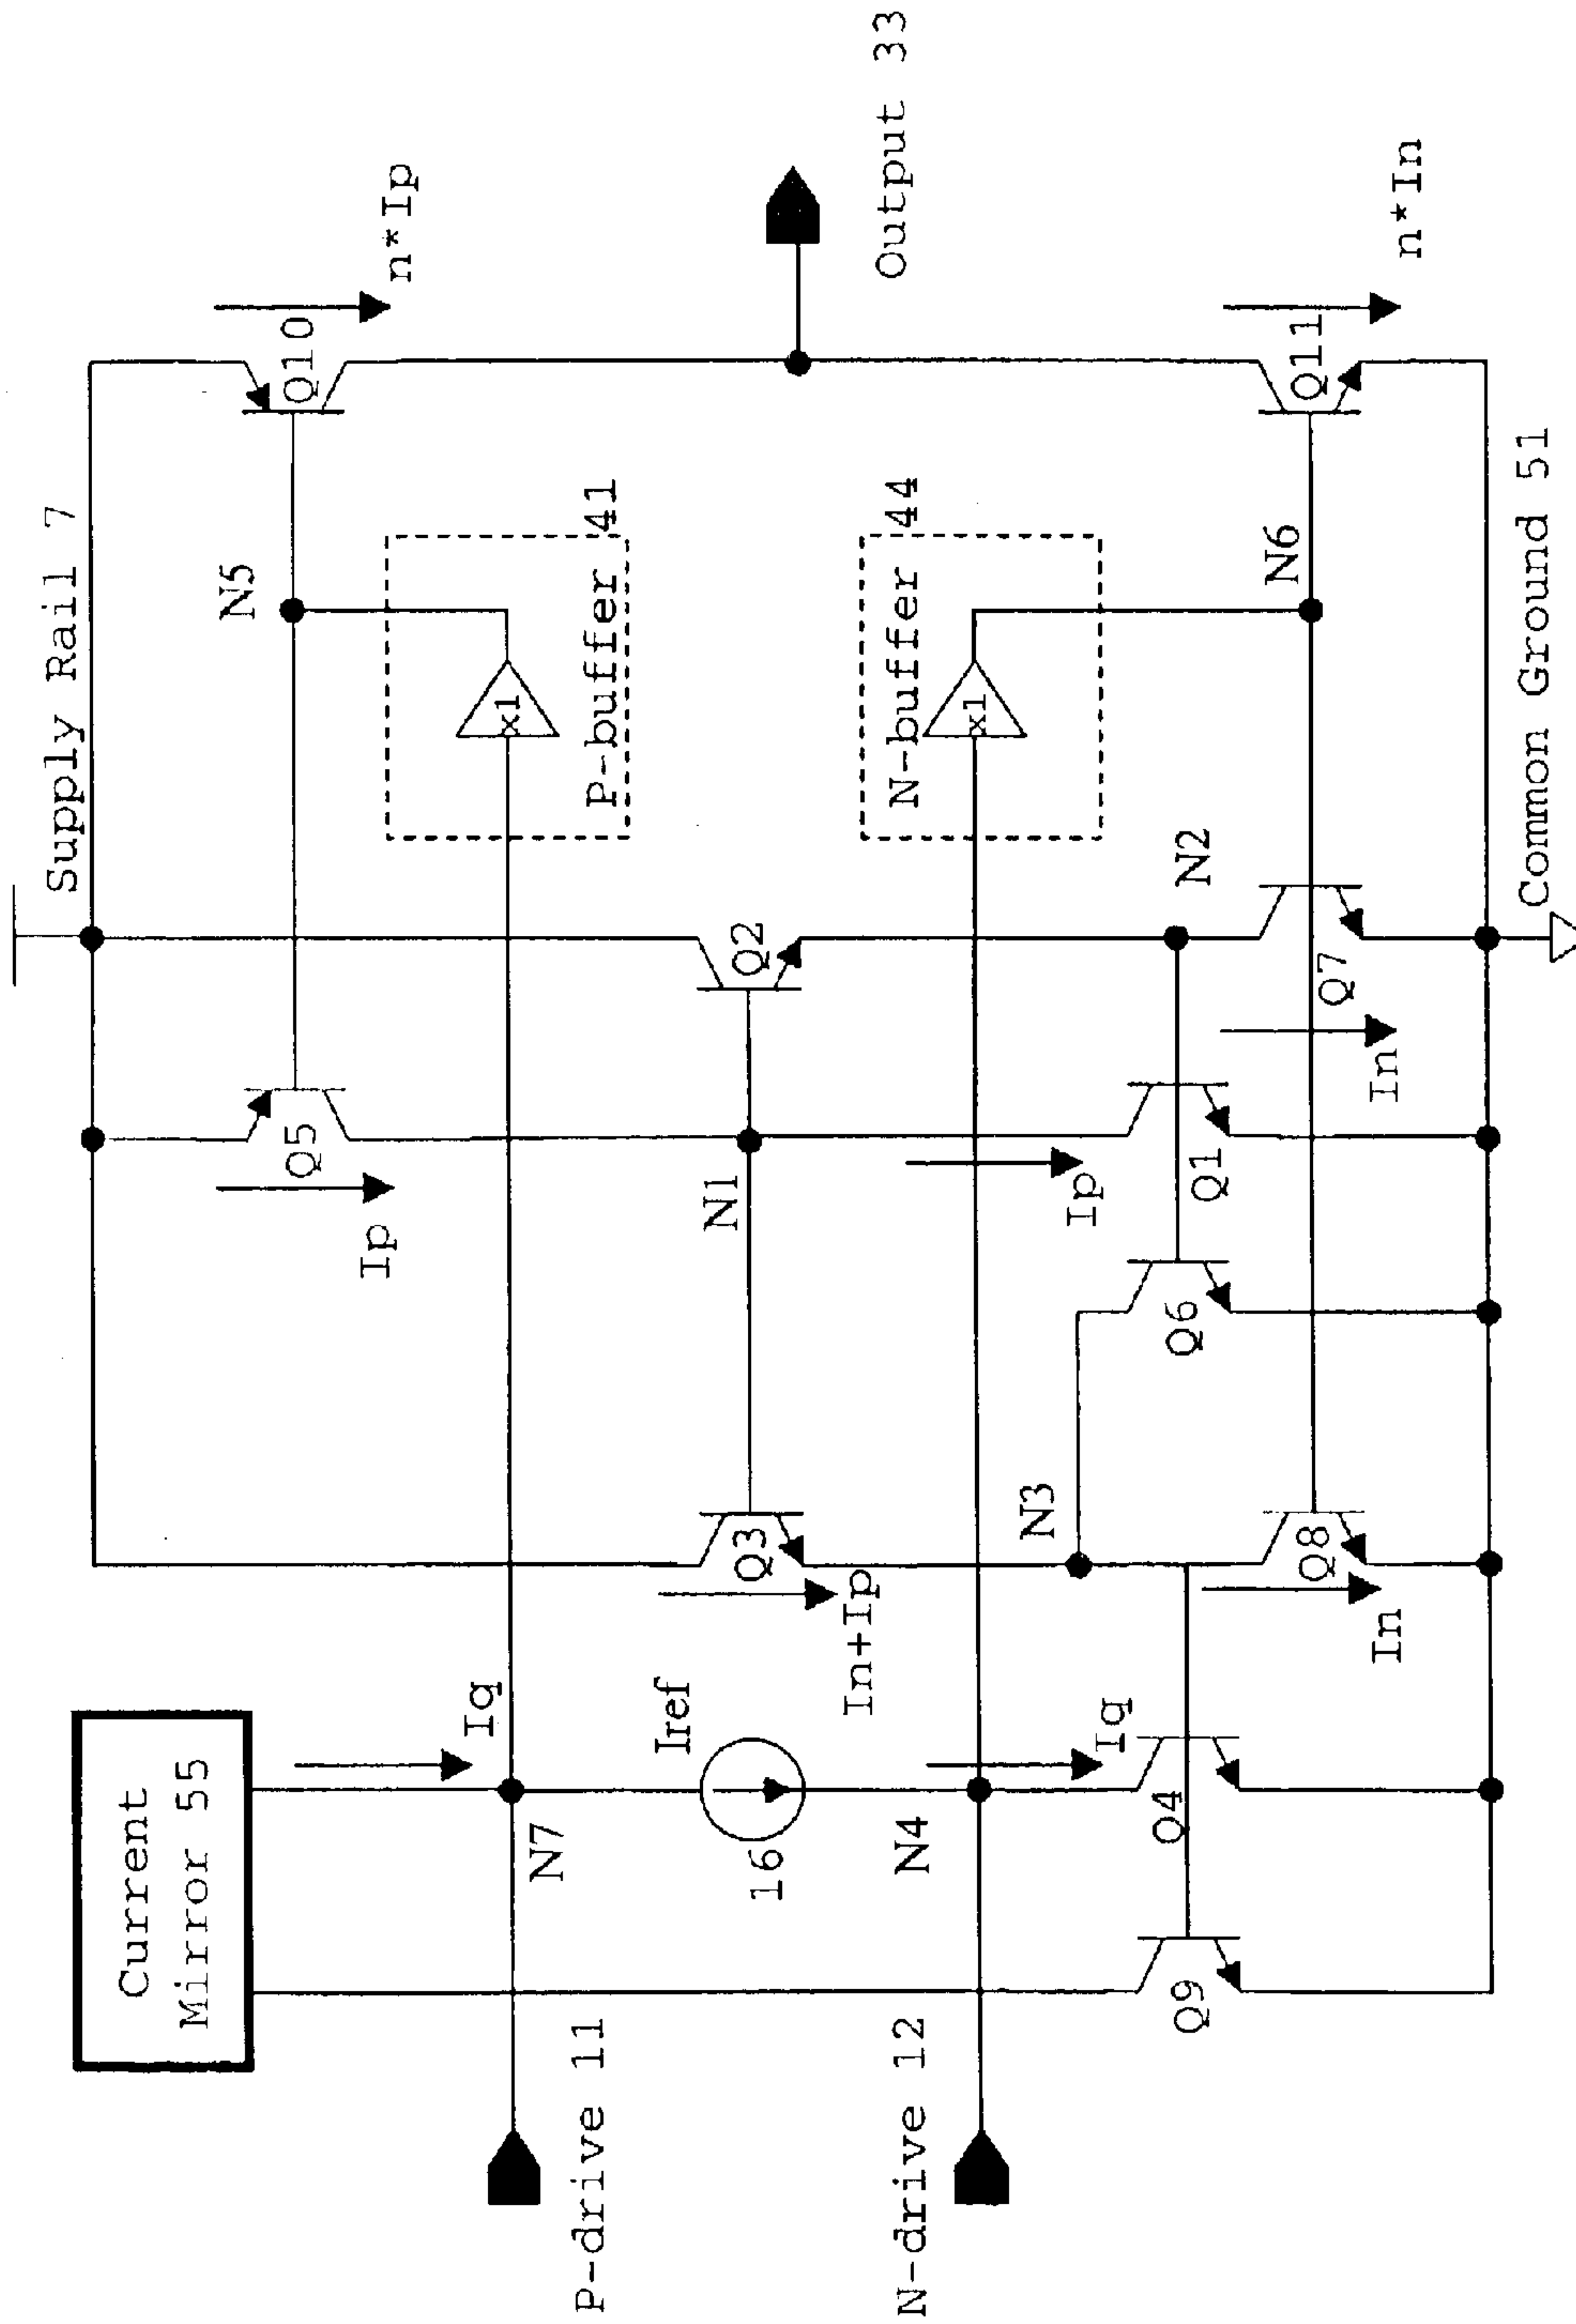 Supply Rail 7
Current
Mirror 55
Iq
N7
Iref
16
N4
Iq
Q4
Q9
P-drive 11
N-drive 12
Q3
In+Ip
N3
Q8
In
Q6
Q5
Ip
N1
Ip
Q1
Q2
N2
Q7
In
N5
P-buffer 41
x1
N-buffer 44
x1
N6
Q10
n*Ip
Output 33
Q11
n*In
Common Ground 51